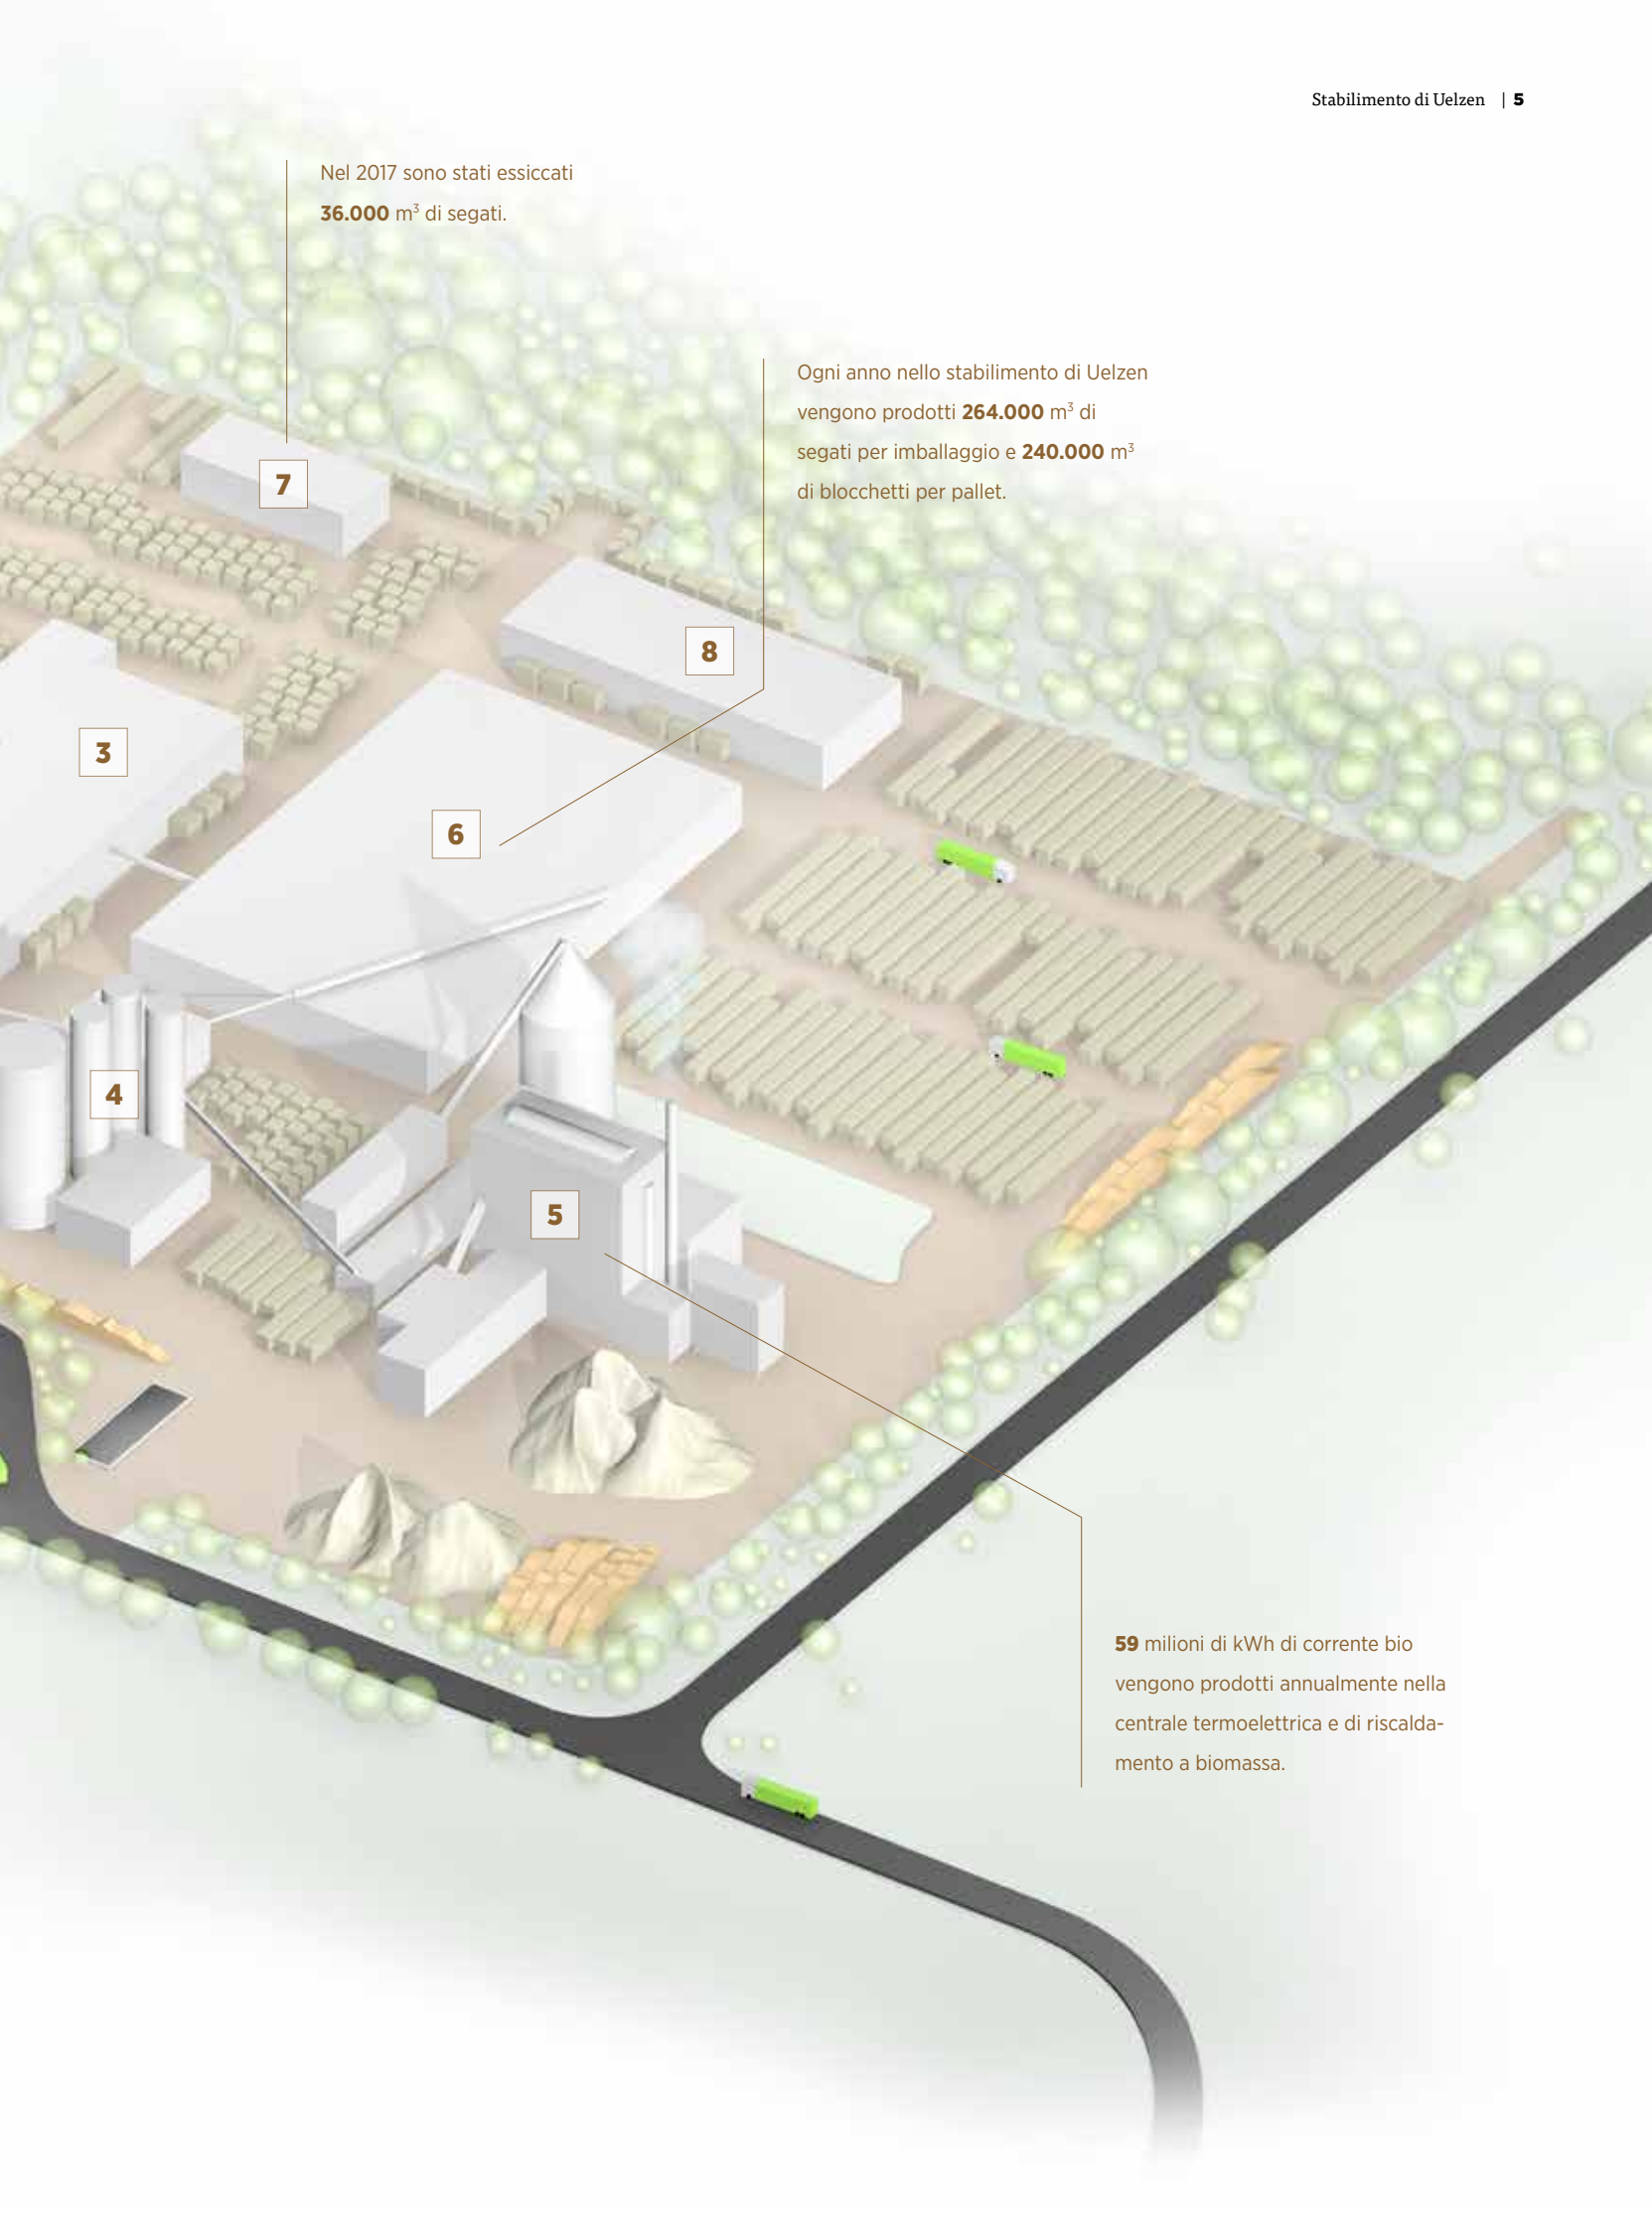 Stabilimento di Uelzen | 5
Nel 2017 sono stati essiccati
36.000 m³ di segati.
Ogni anno nello stabilimento di Uelzen
vengono prodotti 264.000 m³ di
segati per imballaggio e 240.000 m³
di blocchetti per pallet.
7
8
3
6
4
5
59 milioni di kWh di corrente bio
vengono prodotti annualmente nella
centrale termoelettrica e di riscalda-
mento a biomassa.